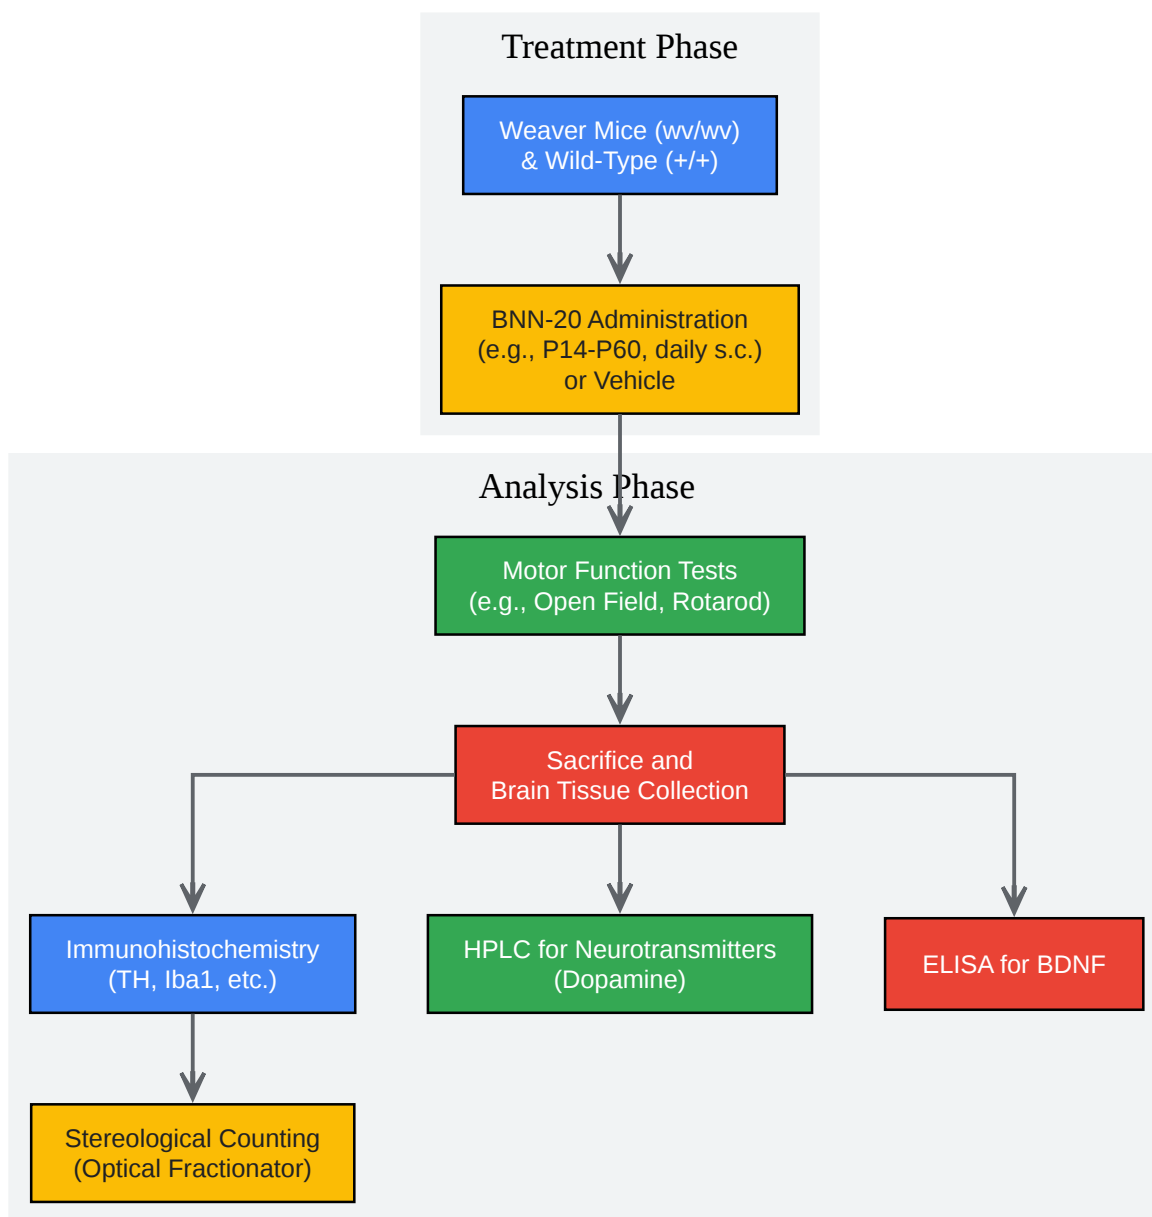 Treatment Phase
Weaver Mice (wv/wv)
& Wild-Type (+/+)
BNN-20 Administration
(e.g., P14-P60, daily s.c.)
or Vehicle
Analysis Phase
Motor Function Tests
(e.g., Open Field, Rotarod)
Sacrifice and
Brain Tissue Collection
Immunohistochemistry
(TH, Iba1, etc.)
HPLC for Neurotransmitters
(Dopamine)
ELISA for BDNF
Stereological Counting
(Optical Fractionator)